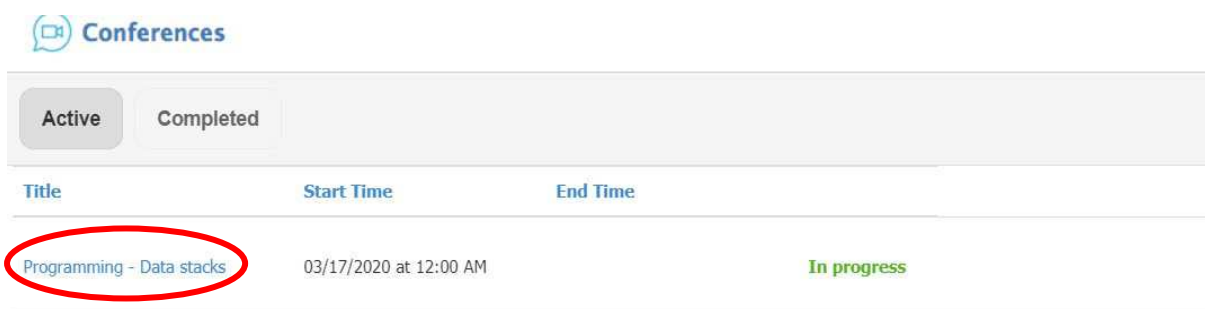 Conferences
Active Completed
Title Start Time End Time
Programming - Data stacks 03/17/2020 at 12:00 AM In progress